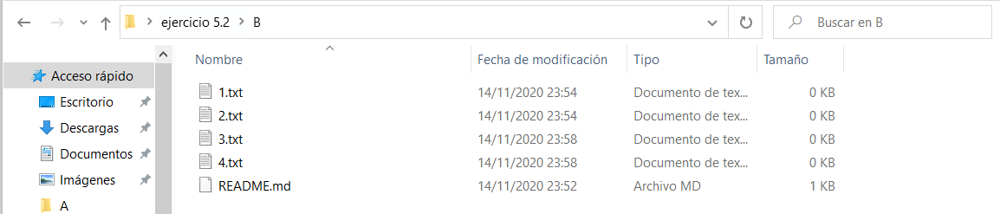 ejercicio 5.2 B Buscar en B
Nombre Fecha de modificación Tipo Tamaño
Acceso rápido
Escritorio
Descargas
Documentos
Imágenes
A
1.txt 14/11/2020 23:54 Documento de tex... 0 KB
2.txt 14/11/2020 23:54 Documento de tex... 0 KB
3.txt 14/11/2020 23:58 Documento de tex... 0 KB
4.txt 14/11/2020 23:58 Documento de tex... 0 KB
README.md 14/11/2020 23:52 Archivo MD 1 KB